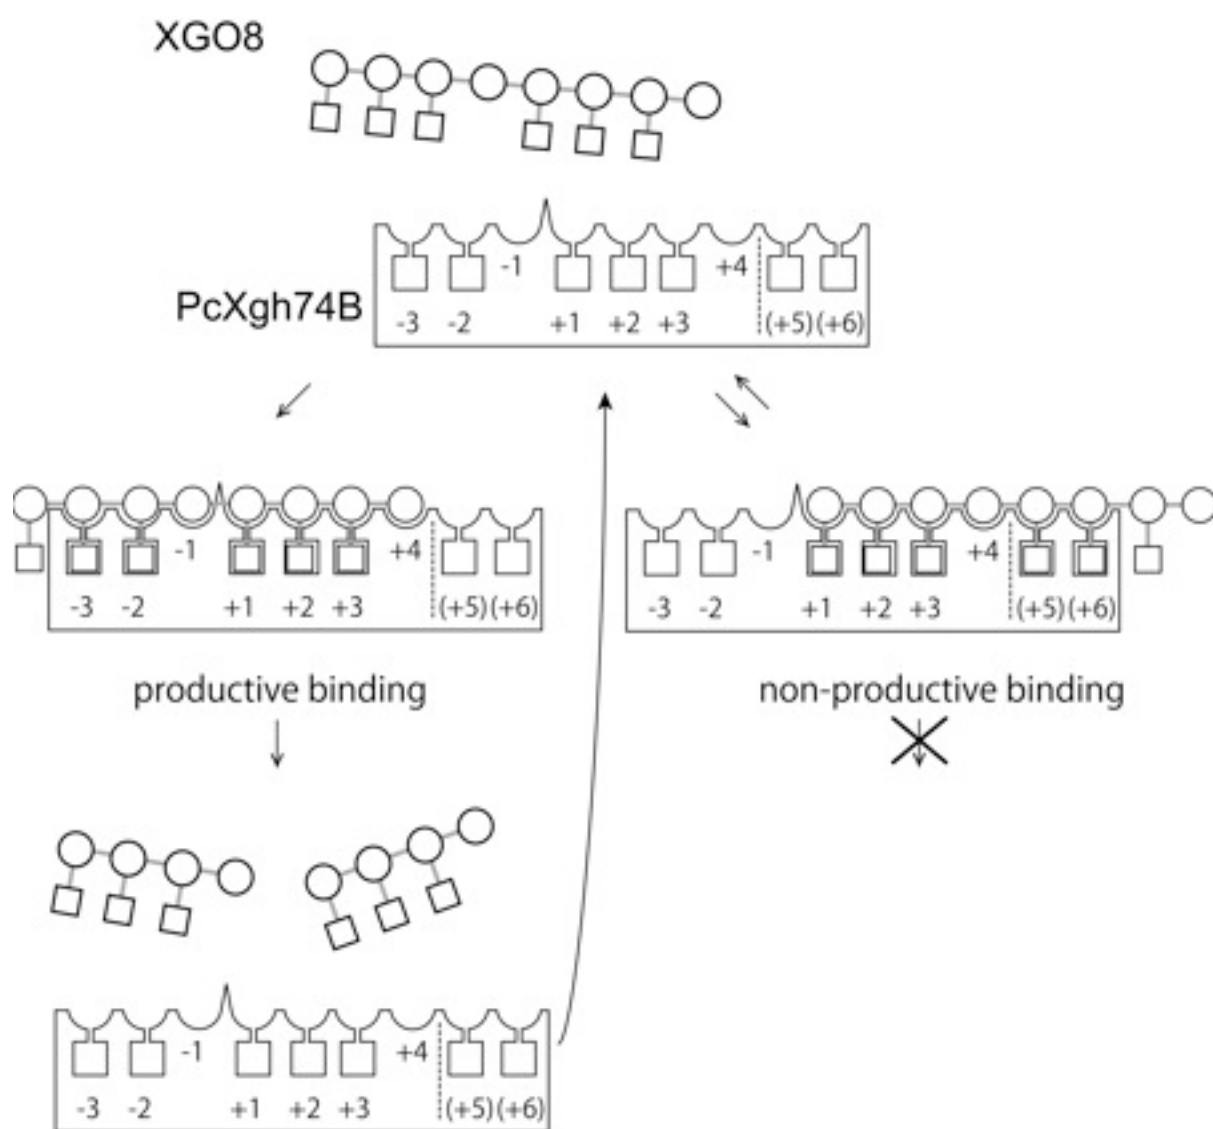 XGO8
-1 +4
PcXgh74B
-3 -2 +1 +2 +3 (+5) (+6)
-1 +4
-3 -2 +1 +2 +3 (+5) (+6)
-1 +4
-3 -2 +1 +2 +3 (+5) (+6)
productive binding
non-productive binding
-1 +4
-3 -2 +1 +2 +3 (+5) (+6)